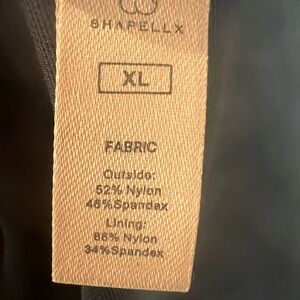 SHAPELLX
XL
FABRIC
Outside:
52% Nylon
48%Spandex
Lining:
66% Nylon
34%Spandex